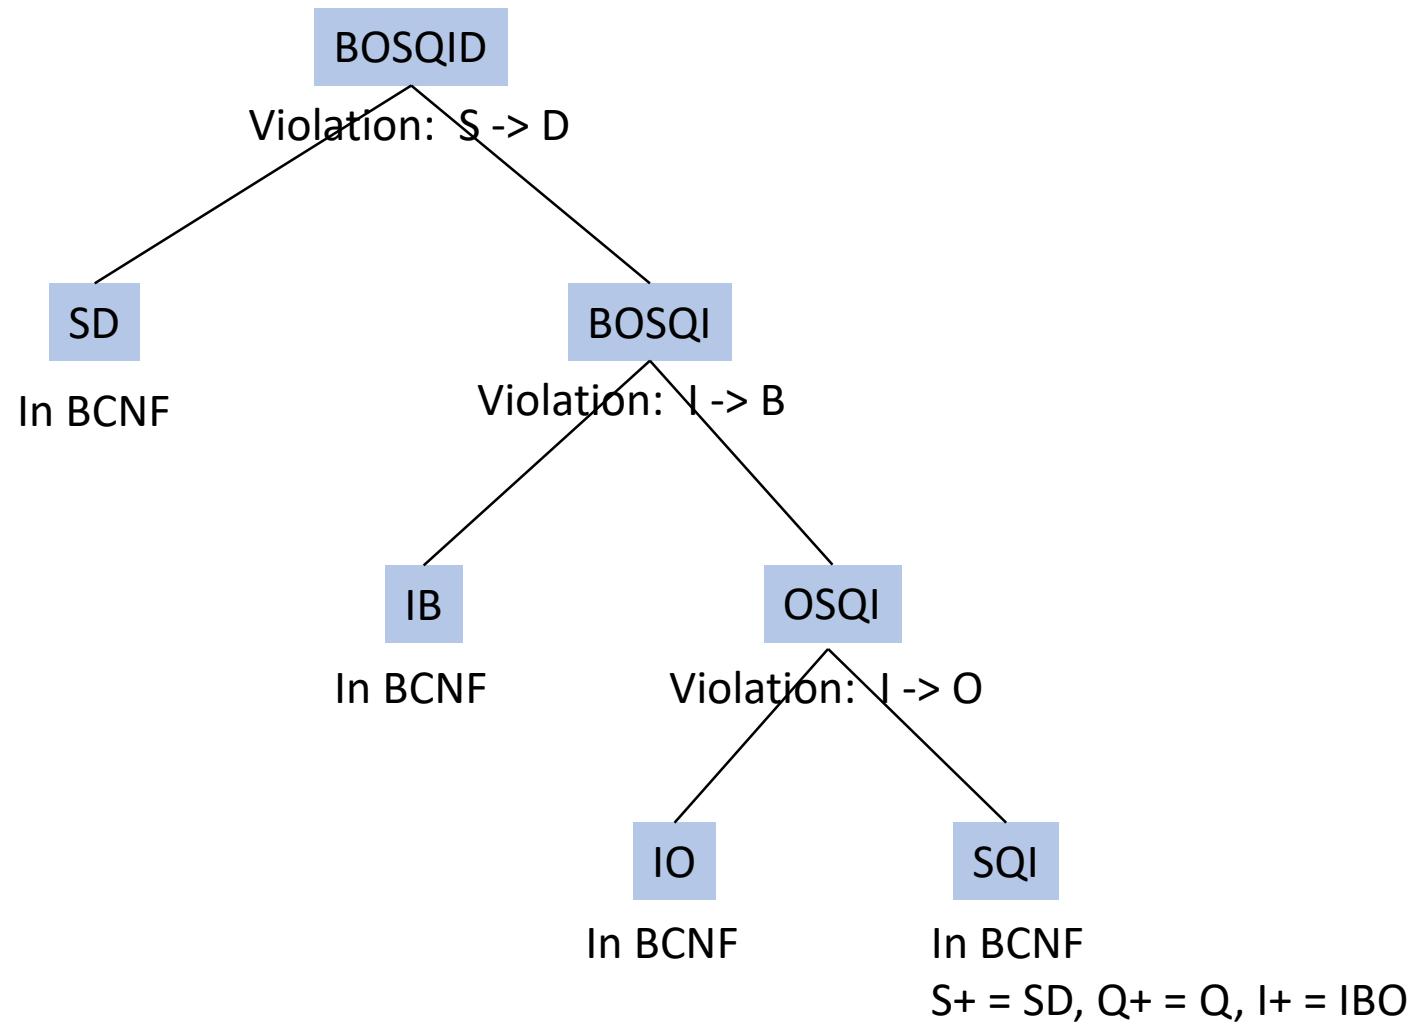 BOSQID
Violation:  S -> D
SD
BOSQI
In BCNF
Violation:  I -> B
IB
OSQI
In BCNF
Violation:  I -> O
IO
SQI
In BCNF
In BCNF
S+ = SD, Q+ = Q, I+ = IBO